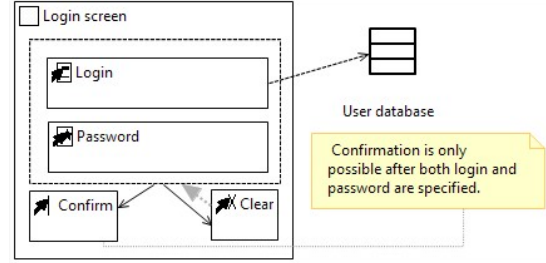 Login screen
Login
Password
User database
Confirmation is only
possible after both login and
password are specified.
Confirm
Clear